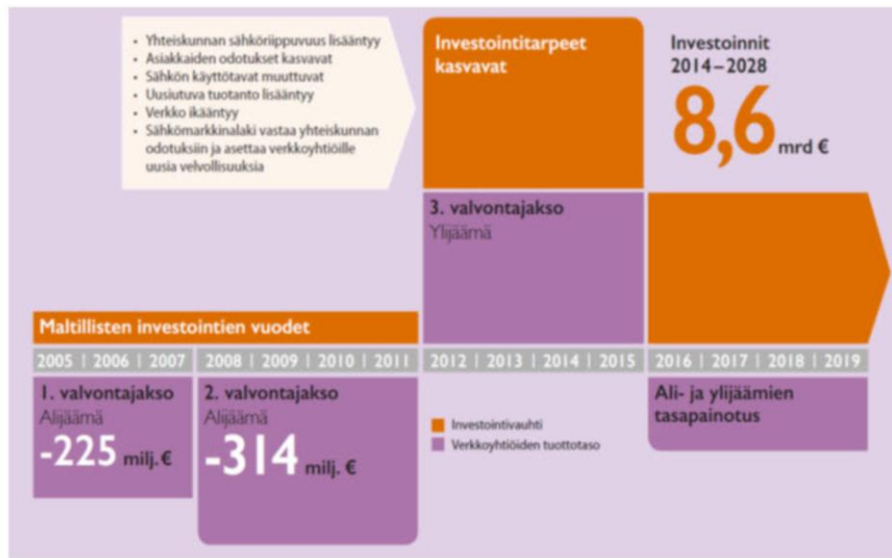 • Yhteiskunnan sähköriippuvuus lisääntyy
• Asiakkaiden odotukset kasvavat
• Sähkön käyttötavat muuttuvat
• Uusiutuva tuotanto lisääntyy
• Verkko ikääntyy
• Sähkömarkkinalaki vastaa yhteiskunnan
odotuksiin ja asettaa verkkoyhtiöille
uusia velvollisuuksia
Investointitarpeet
kasvavat
Investoinnit
2014–2028
8,6 mrd €
3. valvontajakso
Ylijäämä
Maltillisten investointien vuodet
2005 | 2006 | 2007
2008 | 2009 | 2010 | 2011
2012 | 2013 | 2014 | 2015
2016 | 2017 | 2018 | 2019
1. valvontajakso
Alijäämä
-225 milj. €
2. valvontajakso
Alijäämä
-314 milj. €
Investointivauhti
Verkkoyhtiöiden tuottotaso
Ali- ja ylijäämien
tasapainotus